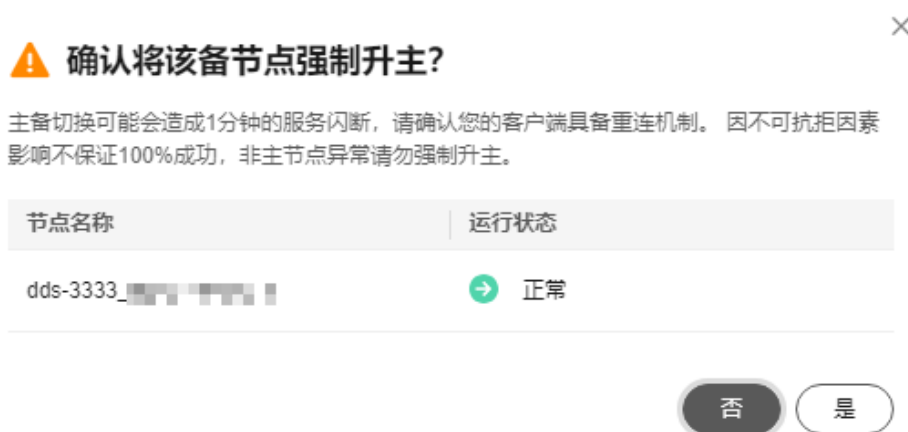 确认将该备节点强制升主？
主备切换可能会造成1分钟的服务闪断，请确认您的客户端具备重连机制。 因不可抗拒因素
影响不保证100%成功，非主节点异常请勿强制升主。
节点名称 运行状态
dds-3333_ 正常
否 是